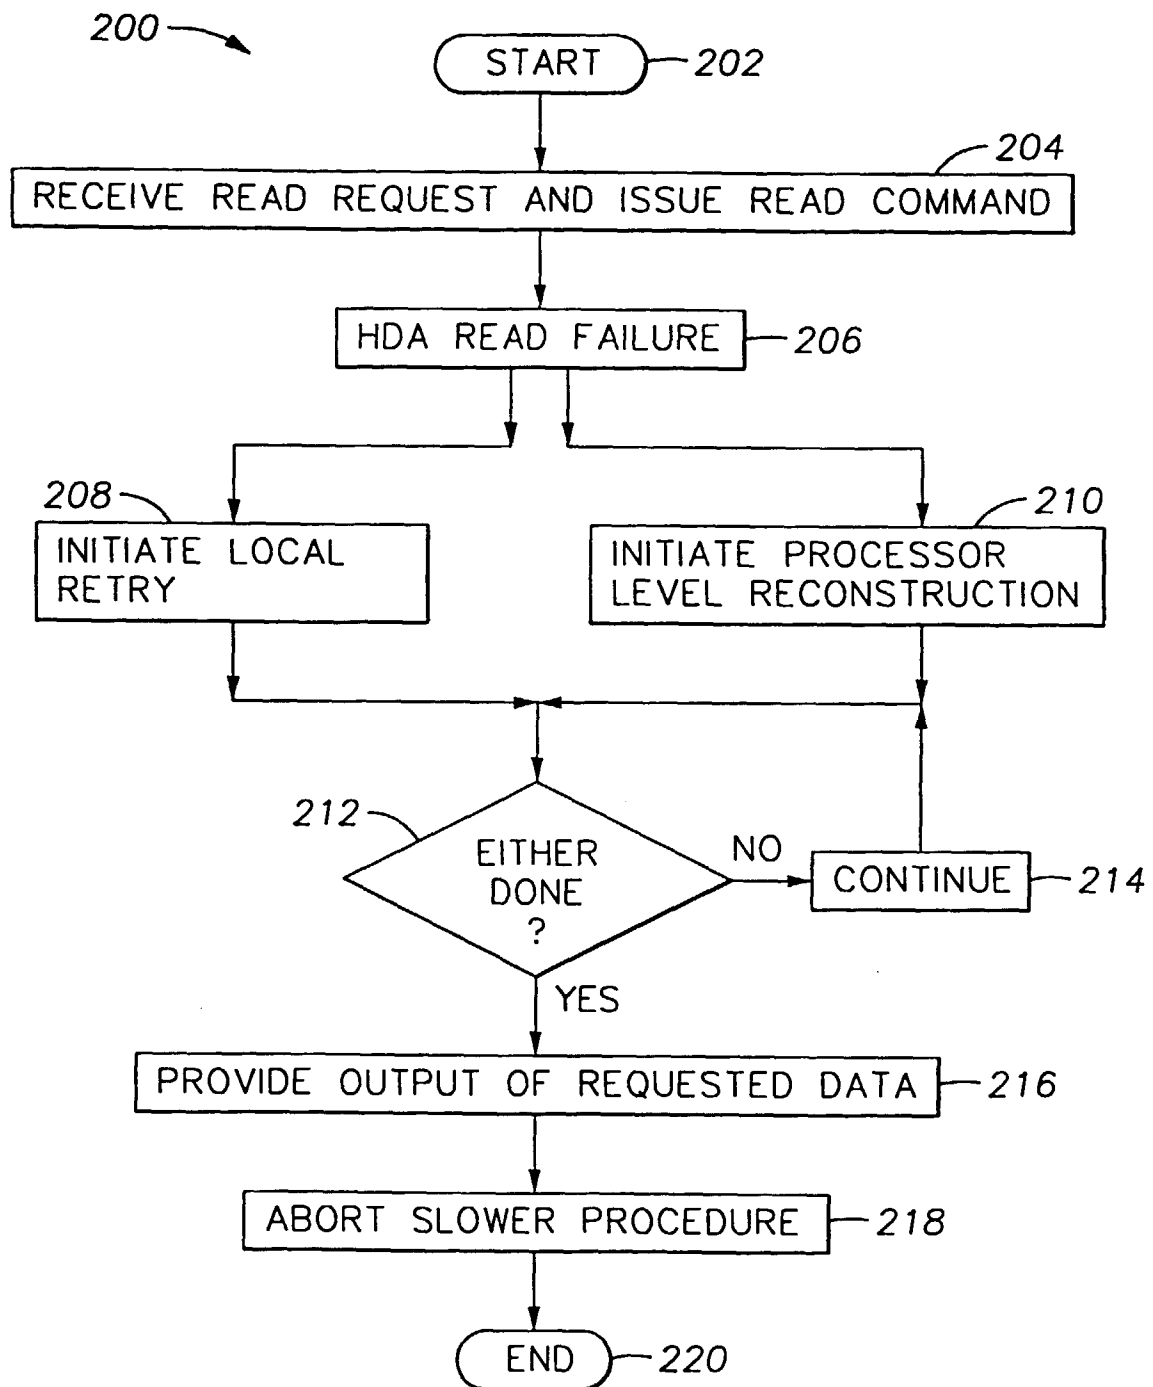 200
START
202
204
RECEIVE READ REQUEST AND ISSUE READ COMMAND
HDA READ FAILURE
206
208
INITIATE LOCAL
RETRY
210
INITIATE PROCESSOR
LEVEL RECONSTRUCTION
212
EITHER
DONE
?
NO
CONTINUE
214
YES
PROVIDE OUTPUT OF REQUESTED DATA
216
ABORT SLOWER PROCEDURE
218
END
220